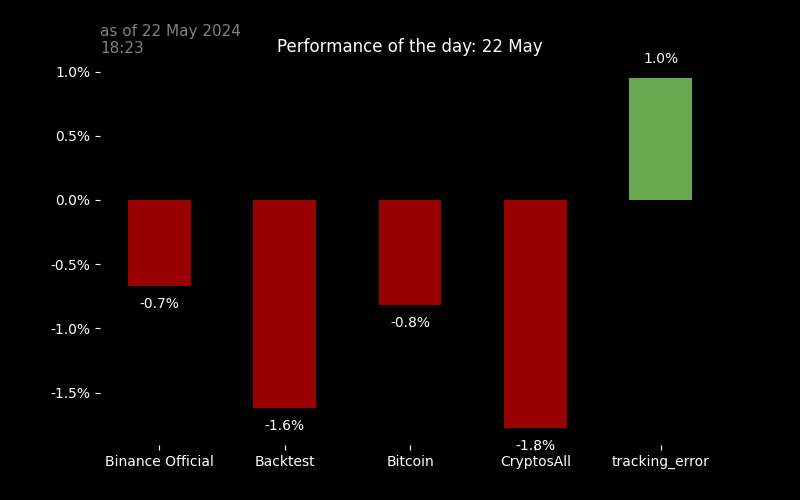 as of 22 May 2024
18:23
Performance of the day: 22 May
1.0%
1.0%
0.5%
0.0%
-0.5%
-0.7%
-1.0%
-0.8%
-1.5%
-1.6%
-1.8%
Binance Official
Backtest
Bitcoin
CryptosAll
tracking_error